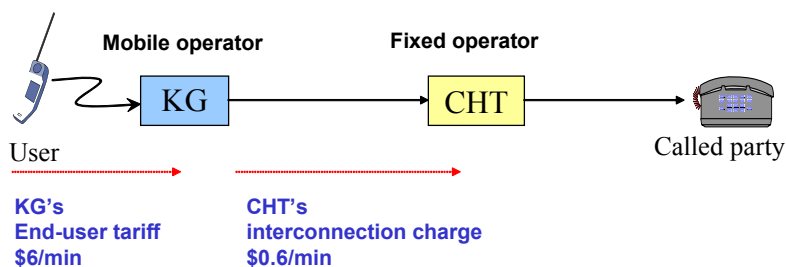 Mobile operator
Fixed operator
KG
CHT
User
Called party
KG's
End-user tariff
$6/min
CHT's
interconnection charge
$0.6/min